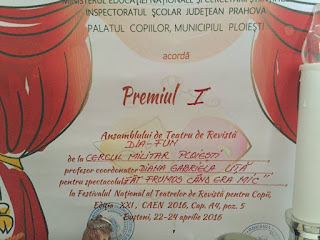 MINISTERUL EDUCAȚIEI NAȚIONALE ȘI CERCETĂRII ȘTIINȚIFICE
INSPECTORATUL ȘCOLAR JUDEȚEAN PRAHOVA
PALATUL COPIILOR, MUNICIPIUL PLOIEȘTI
acordă
Premiul I
Ansamblului de Teatru de Revistă
DIA-FUN
de la CERCUL MILITAR PLOIEȘTI
profesor coordonator DIANA GABRIELA LIȚĂ
pentru spectacolul „FĂT FRUMOS CÂND ERA MIC"
la Festivalul Național al Teatrelor de Revistă pentru Copii,
Ediția XXI, CAEN 2016, Cap. A4, poz. 5
Bușteni, 22-24 aprilie 2016